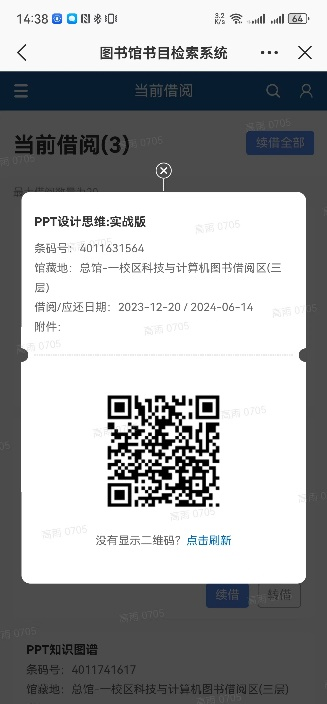 14:38
3.2
K/s
64
图书馆书目检索系统
当前借阅
当前借阅(3)
续借全部
PPT设计思维:实战版
条码号：4011631564
馆藏地：总馆-一校区科技与计算机图书借阅区(三
层)
借阅/应还日期：2023-12-20 / 2024-06-14
附件：
没有显示二维码？点击刷新
续借
转借
PPT知识图谱
条码号：4011741617
馆藏地：总馆-一校区科技与计算机图书借阅区(三层)